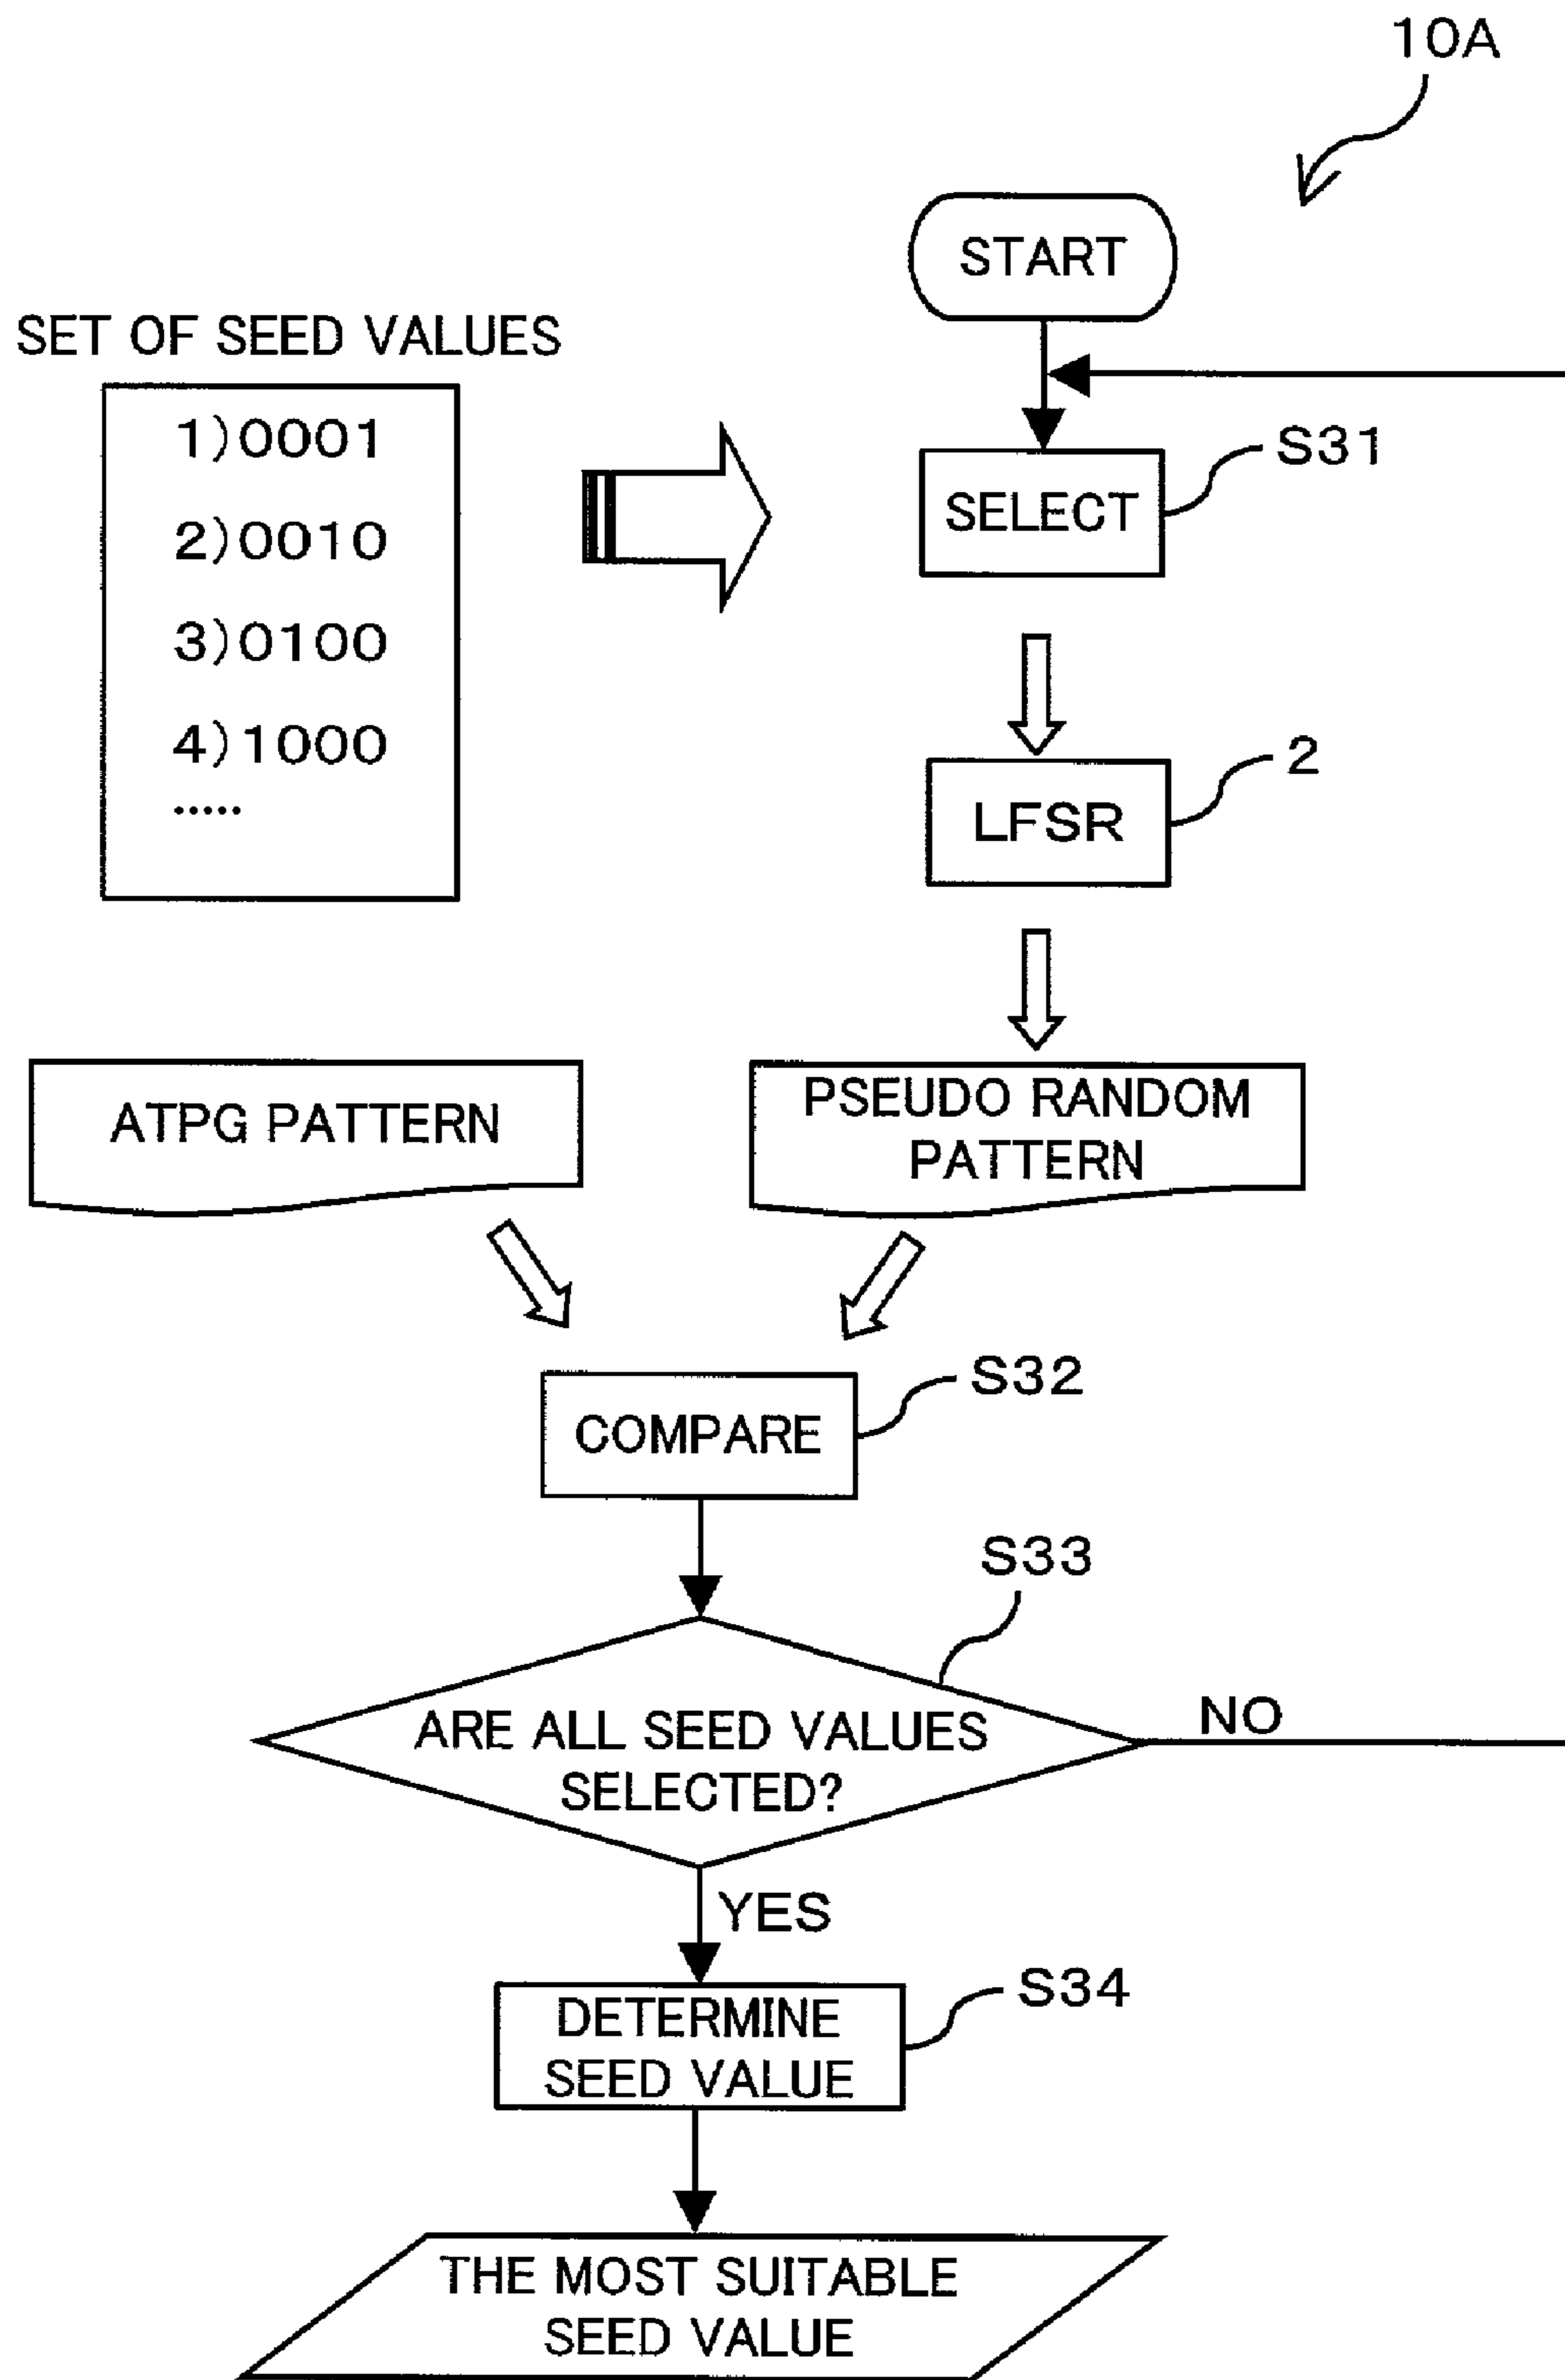 10A
START
SET OF SEED VALUES
1)0001
2)0010
3)0100
4)1000
.....
S31
SELECT
2
LFSR
ATPG PATTERN
PSEUDO RANDOM
PATTERN
S32
COMPARE
S33
ARE ALL SEED VALUES
SELECTED?
NO
YES
S34
DETERMINE
SEED VALUE
THE MOST SUITABLE
SEED VALUE